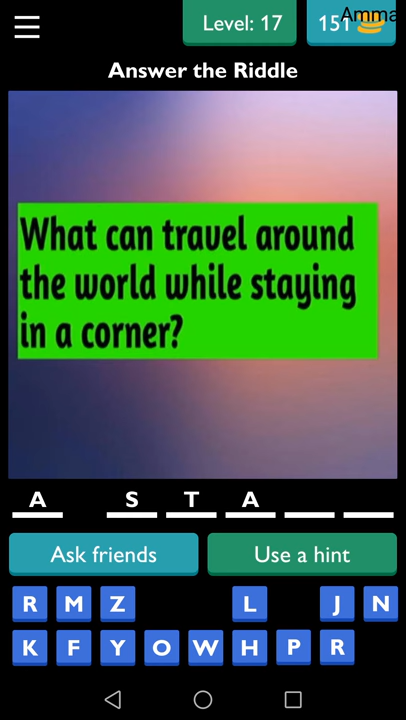 Level: 17
151
Amma
Answer the Riddle
What can travel around
the world while staying
in a corner?
A S T A
Ask friends
Use a hint
R M Z L J N
K F Y O W H P R